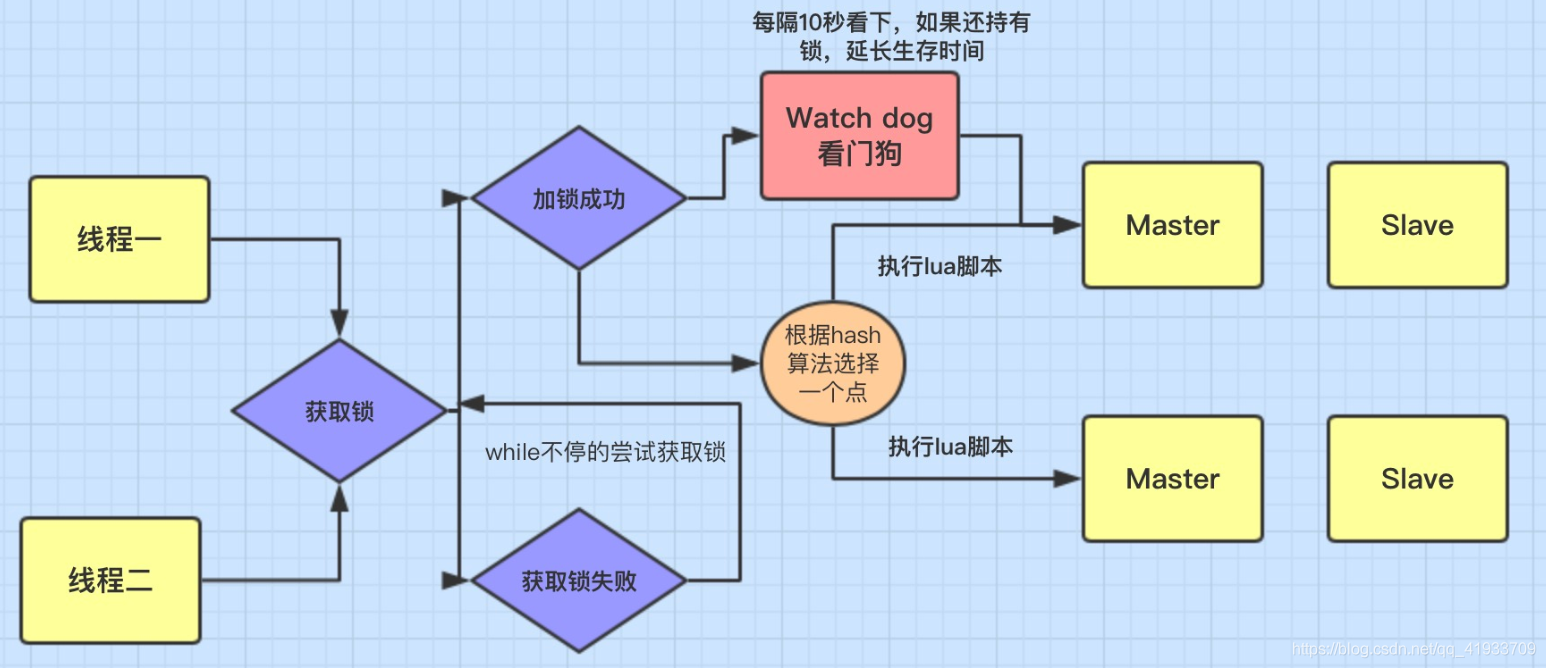 每隔10秒看下，如果还持有
锁，延长生存时间
Watch dog
看门狗
线程一
加锁成功
Master
Slave
执行lua脚本
根据hash
算法选择
一个点
获取锁
while不停的尝试获取锁
执行lua脚本
Master
Slave
线程二
获取锁失败
https://blog.csdn.net/qq_41933709